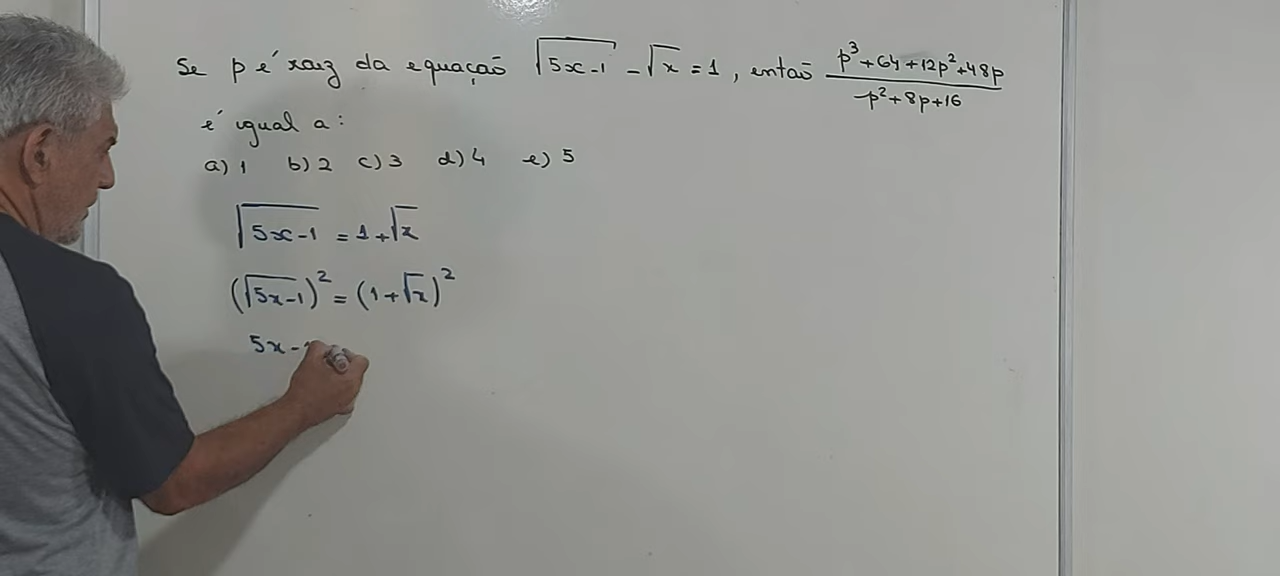 Se p é raiz da equação √5x-1 - √x = 1, então p³+64+12p²+48p / p²+8p+16
é igual a:
a) 1 b) 2 c) 3 d) 4 e) 5
√5x-1 = 1+√x
(√5x-1)² = (1+√x)²
5x-